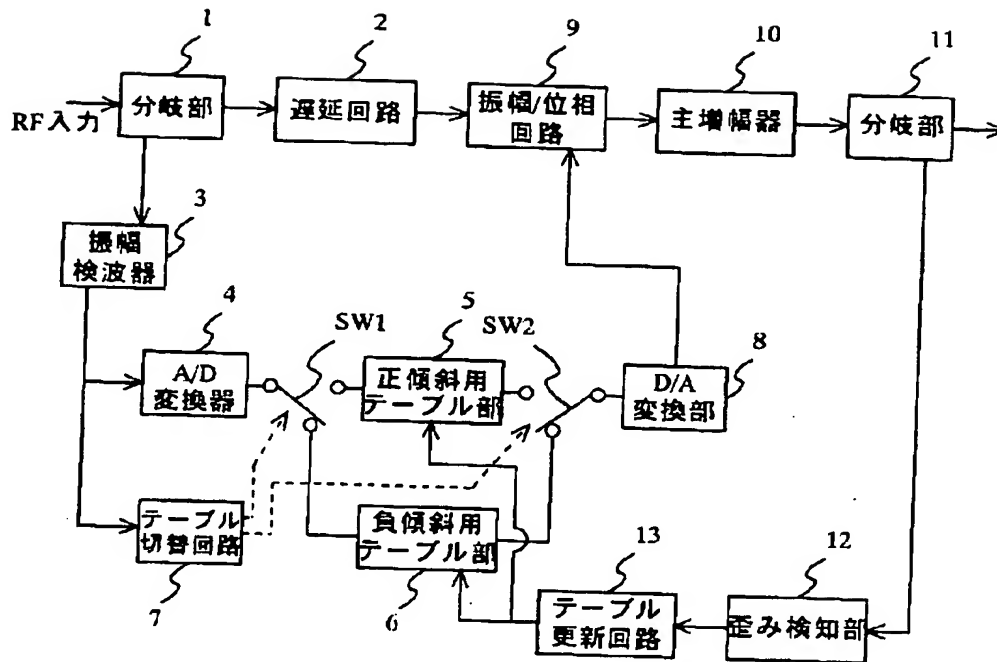 1
2
9
10
11
RF入力
分岐部
遅延回路
振幅/位相
回路
主増幅器
分岐部
3
振幅
検波器
4
SW1
5
SW2
8
A/D
変換器
正傾斜用
テーブル部
D/A
変換部
テーブル
切替回路
7
負傾斜用
テーブル部
6
13
テーブル
更新回路
12
歪み検知部